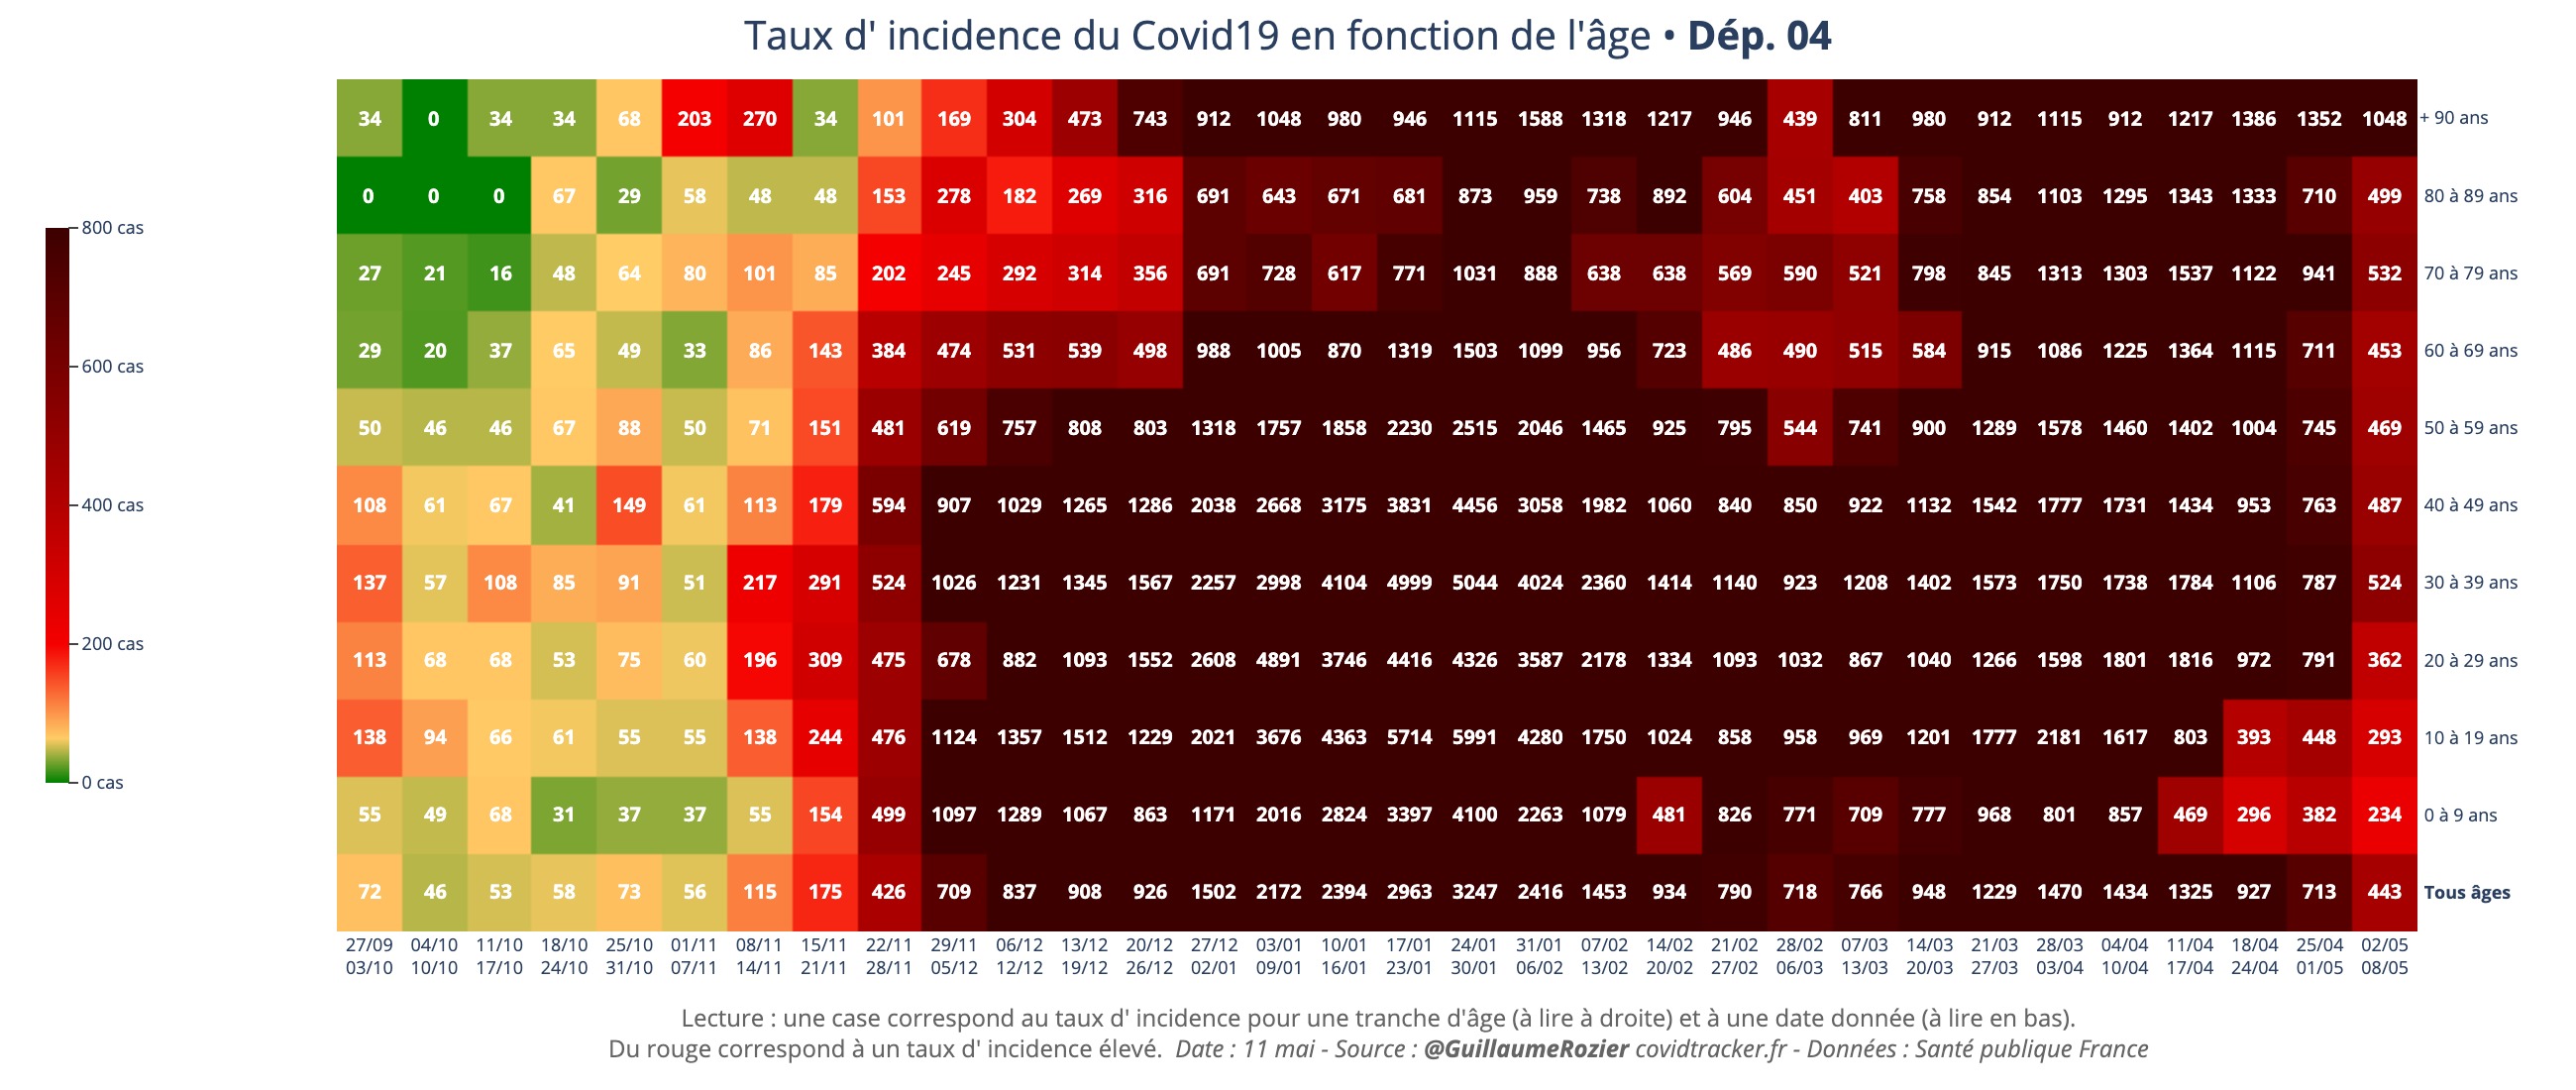 Taux d' incidence du Covid19 en fonction de l'âge • Dép. 04
34 0 34 34 68 203 270 34 101 169 304 473 743 912 1048 980 946 1115 1588 1318 1217 946 439 811 980 912 1115 912 1217 1386 1352 1048 + 90 ans
0 0 0 67 29 58 48 48 153 278 182 269 316 691 643 671 681 873 959 738 892 604 451 403 758 854 1103 1295 1343 1333 710 499 80 à 89 ans
800 cas
27 21 16 48 64 80 101 85 202 245 292 314 356 691 728 617 771 1031 888 638 638 569 590 521 798 845 1313 1303 1537 1122 941 532 70 à 79 ans
29 20 37 65 49 33 86 143 384 474 531 539 498 988 1005 870 1319 1503 1099 956 723 486 490 515 584 915 1086 1225 1364 1115 711 453 60 à 69 ans
600 cas
50 46 46 67 88 50 71 151 481 619 757 808 803 1318 1757 1858 2230 2515 2046 1465 925 795 544 741 900 1289 1578 1460 1402 1004 745 469 50 à 59 ans
400 cas
108 61 67 41 149 61 113 179 594 907 1029 1265 1286 2038 2668 3175 3831 4456 3058 1982 1060 840 850 922 1132 1542 1777 1731 1434 953 763 487 40 à 49 ans
137 57 108 85 91 51 217 291 524 1026 1231 1345 1567 2257 2998 4104 4999 5044 4024 2360 1414 1140 923 1208 1402 1573 1750 1738 1784 1106 787 524 30 à 39 ans
200 cas
113 68 68 53 75 60 196 309 475 678 882 1093 1552 2608 4891 3746 4416 4326 3587 2178 1334 1093 1032 867 1040 1266 1598 1801 1816 972 791 362 20 à 29 ans
138 94 66 61 55 55 138 244 476 1124 1357 1512 1229 2021 3676 4363 5714 5991 4280 1750 1024 858 958 969 1201 1777 2181 1617 803 393 448 293 10 à 19 ans
0 cas
55 49 68 31 37 37 55 154 499 1097 1289 1067 863 1171 2016 2824 3397 4100 2263 1079 481 826 771 709 777 968 801 857 469 296 382 234 0 à 9 ans
72 46 53 58 73 56 115 175 426 709 837 908 926 1502 2172 2394 2963 3247 2416 1453 934 790 718 766 948 1229 1470 1434 1325 927 713 443 Tous âges
27/09 04/10 11/10 18/10 25/10 01/11 08/11 15/11 22/11 29/11 06/12 13/12 20/12 27/12 03/01 10/01 17/01 24/01 31/01 07/02 14/02 21/02 28/02 07/03 14/03 21/03 28/03 04/04 11/04 18/04 25/04 02/05
03/10 10/10 17/10 24/10 31/10 07/11 14/11 21/11 28/11 05/12 12/12 19/12 26/12 02/01 09/01 16/01 23/01 30/01 06/02 13/02 20/02 27/02 06/03 13/03 20/03 27/03 03/04 10/04 17/04 24/04 01/05 08/05
Lecture : une case correspond au taux d' incidence pour une tranche d'âge (à lire à droite) et à une date donnée (à lire en bas).
Du rouge correspond à un taux d' incidence élevé. Date : 11 mai - Source : @GuillaumeRozier covidtracker.fr - Données : Santé publique France